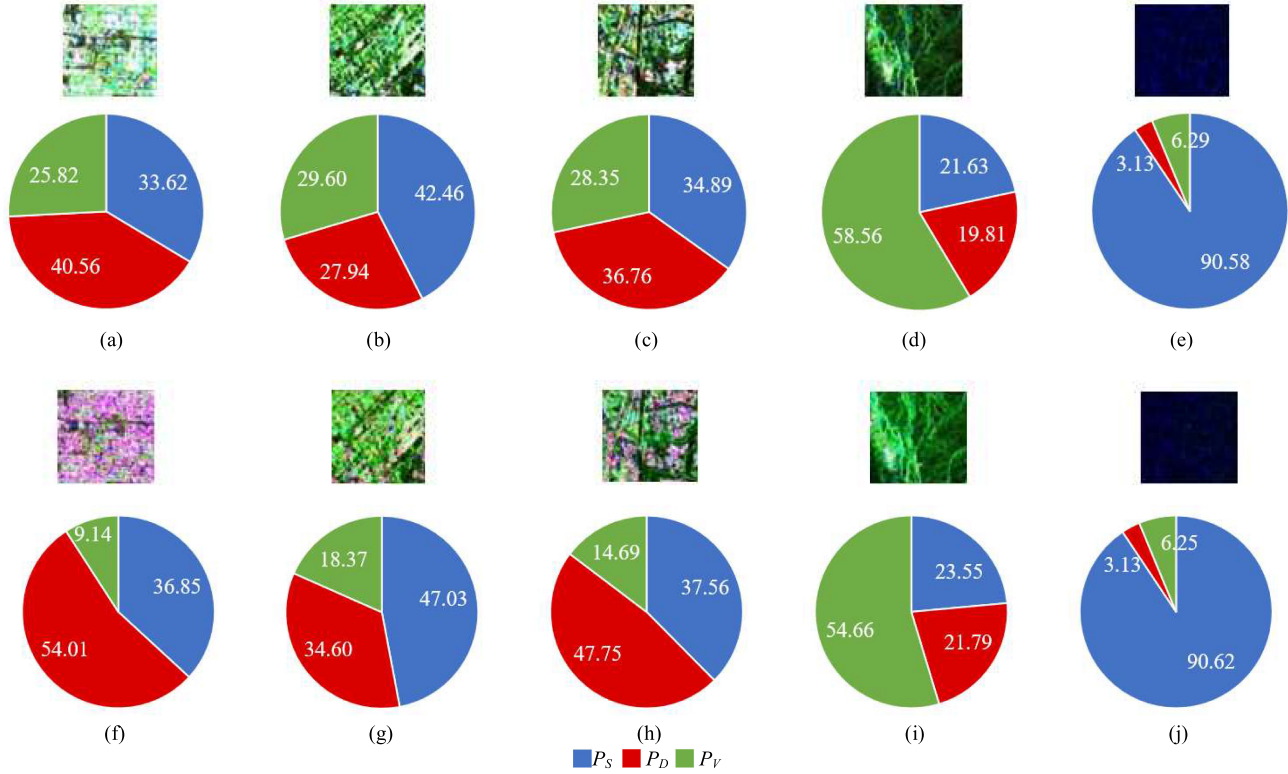 25.82 33.62 40.56
29.60 42.46 27.94
28.35 34.89 36.76
21.63 58.56 19.81
3.13 6.29 90.58
(a) (b) (c) (d) (e)
9.14 36.85 54.01
18.37 47.03 34.60
14.69 37.56 47.75
23.55 54.66 21.79
3.13 6.25 90.62
(f) (g) (h) (i) (j)
P_S P_D P_V